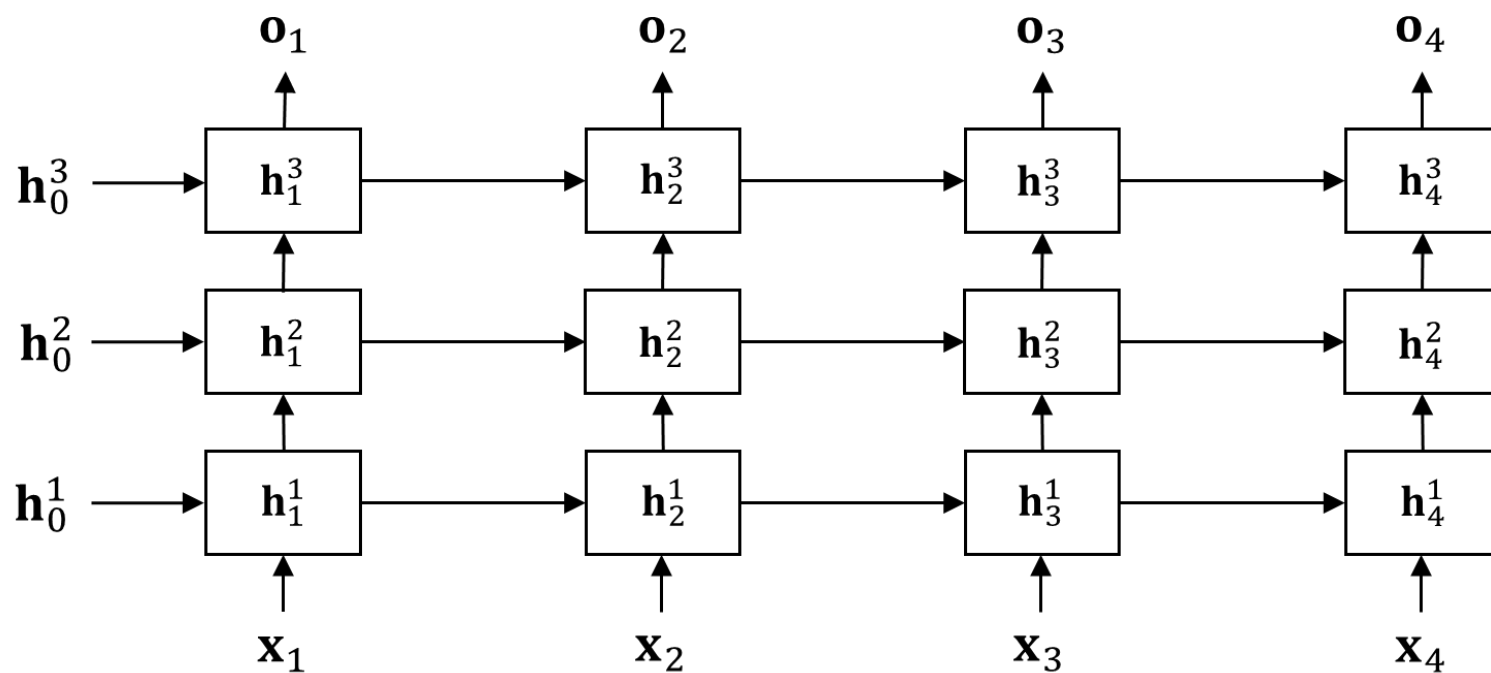 𝐨₁ 𝐨₂ 𝐨₃ 𝐨₄
𝐡₀³ 𝐡₁³ 𝐡₂³ 𝐡₃³ 𝐡₄³
𝐡₀² 𝐡₁² 𝐡₂² 𝐡₃² 𝐡₄²
𝐡₀¹ 𝐡₁¹ 𝐡₂¹ 𝐡₃¹ 𝐡₄¹
𝐱₁ 𝐱₂ 𝐱₃ 𝐱₄